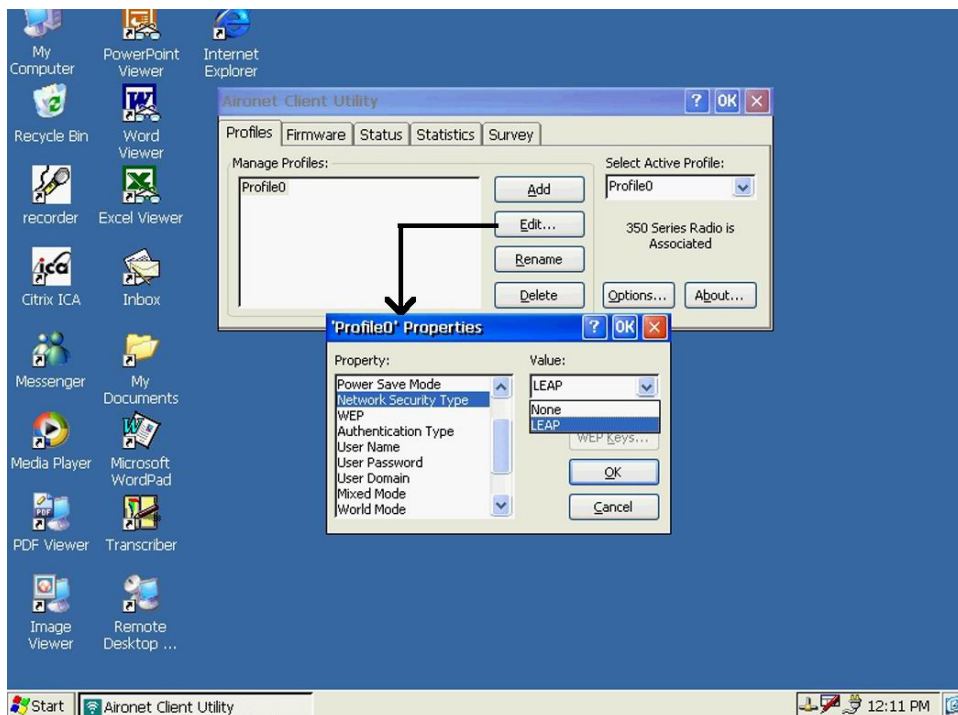 My
Computer
PowerPoint
Viewer
Internet
Explorer
Recycle Bin
Word
Viewer
recorder
Excel Viewer
ica
Citrix ICA
Inbox
Messenger
My
Documents
Media Player
Microsoft
WordPad
PDF
PDF Viewer
Transcriber
Image
Viewer
Remote
Desktop ...
Aironet Client Utility
? OK
Profiles
Firmware
Status
Statistics
Survey
Manage Profiles:
Profile0
Add
Edit...
Rename
Delete
Select Active Profile:
Profile0
350 Series Radio is
Associated
Options...
About...
'Profile0' Properties
? OK
Property:
Power Save Mode
Network Security Type
WEP
Authentication Type
User Name
User Password
User Domain
Mixed Mode
World Mode
Value:
LEAP
None
LEAP
WEP Keys...
OK
Cancel
Start
Aironet Client Utility
12:11 PM